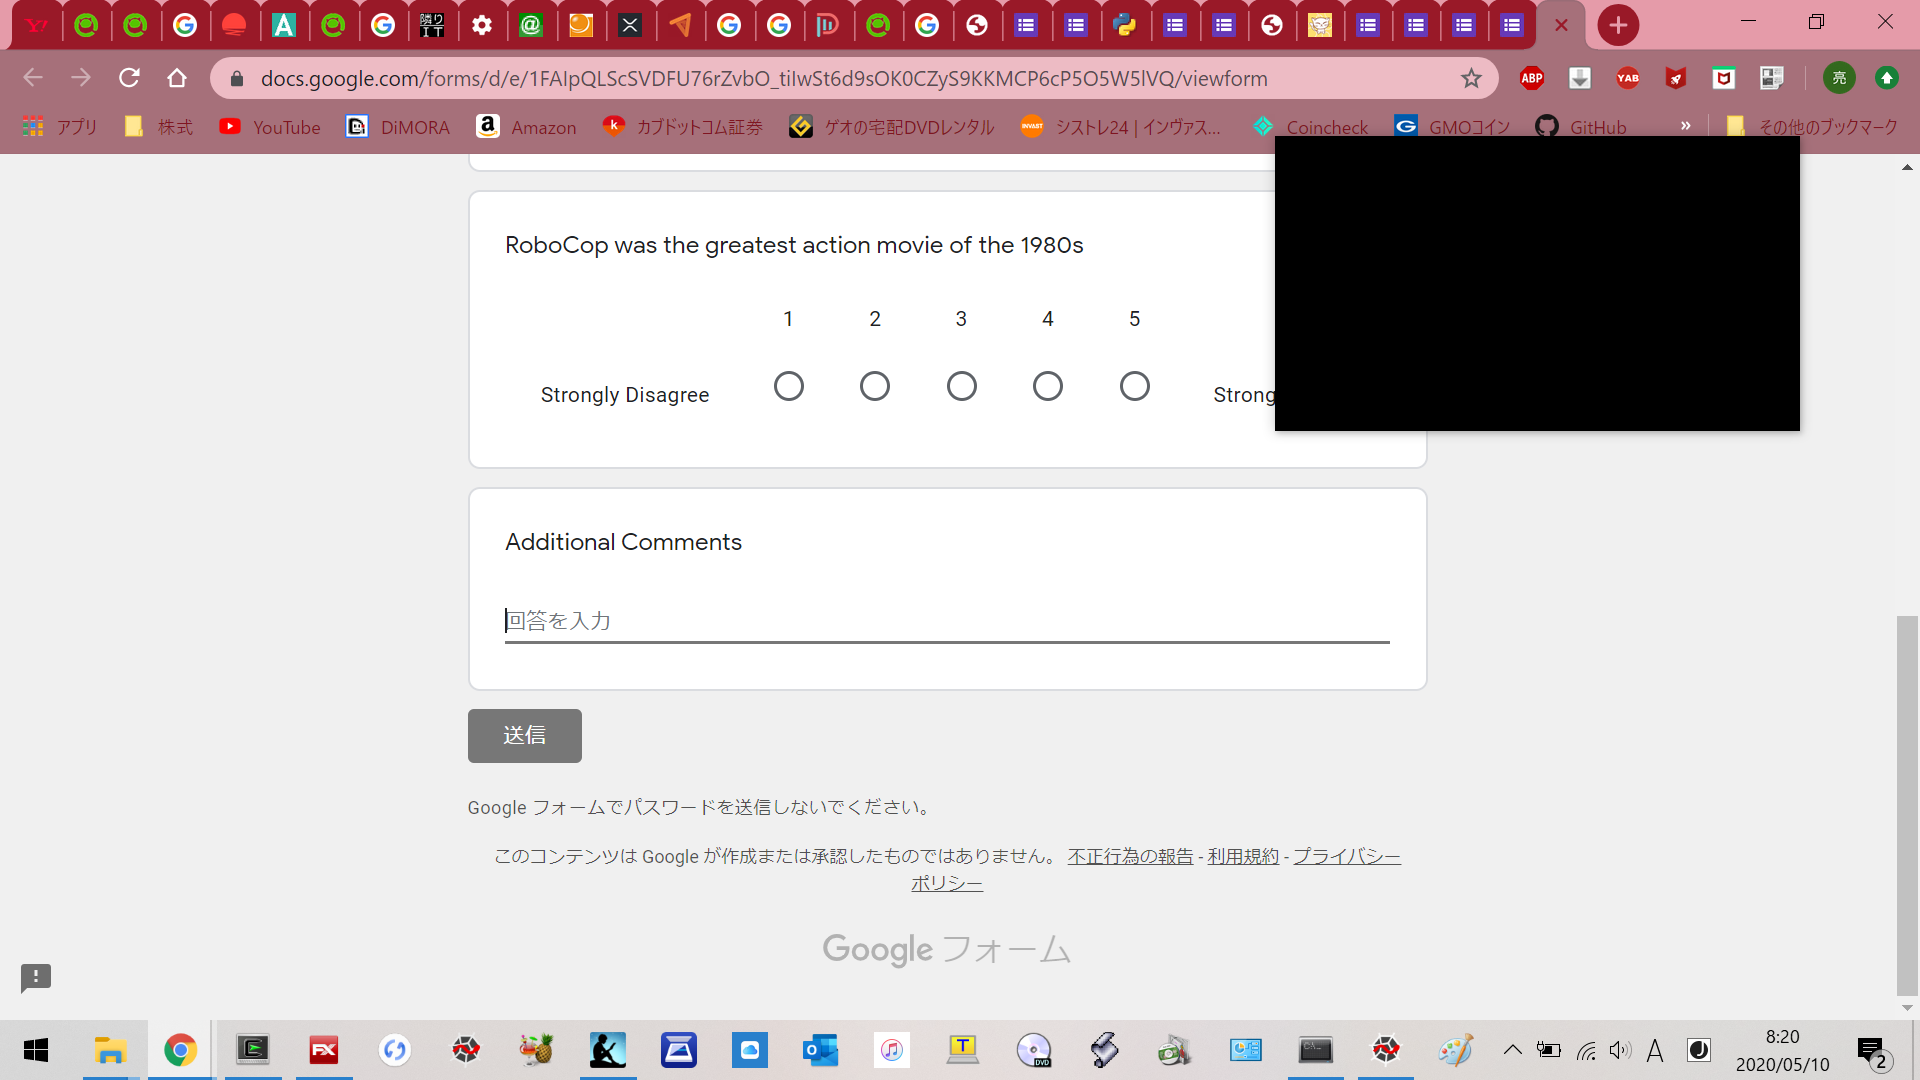 docs.google.com/forms/d/e/1FAIpQLScSVDFU76rZvbO_tiIwSt6d9sOK0CZyS9KKMCP6cP5O5W5lVQ/viewform
ABP
YAB
亮
アプリ 株式 YouTube DiMORA Amazon カブドットコム証券 ゲオの宅配DVDレンタル シストレ24 | インヴァス... Coincheck GMOコイン GitHub » その他のブックマーク
RoboCop was the greatest action movie of the 1980s
1 2 3 4 5
Strongly Disagree Strong
Additional Comments
回答を入力
送信
Google フォームでパスワードを送信しないでください。
このコンテンツは Google が作成または承認したものではありません。 不正行為の報告 - 利用規約 - プライバシー
ポリシー
Google フォーム
8:20
2020/05/10
2